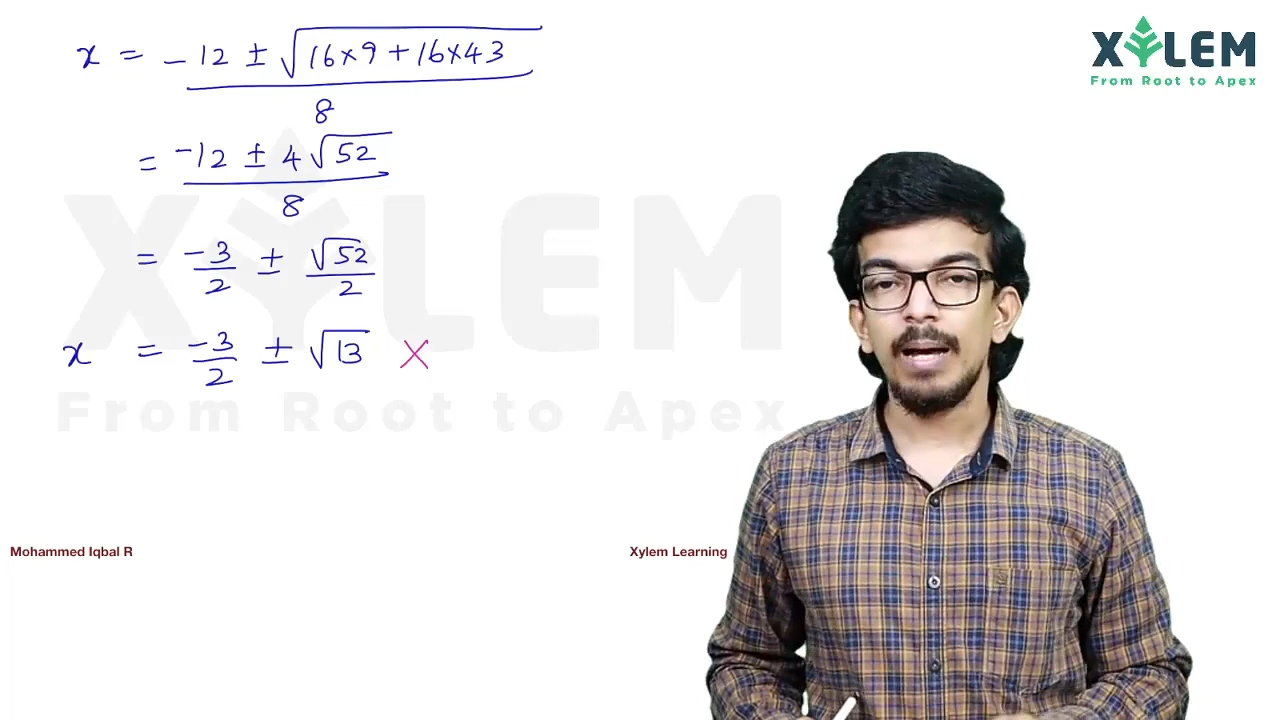 x = -12 ± √(16×9 + 16×43)
8
= -12 ± 4√52
8
= -3/2 ± √52/2
x = -3/2 ± √13 ×
XYLEM
From Root to Apex
XYLEM
From Root to Apex
Mohammed Iqbal R
Xylem Learning